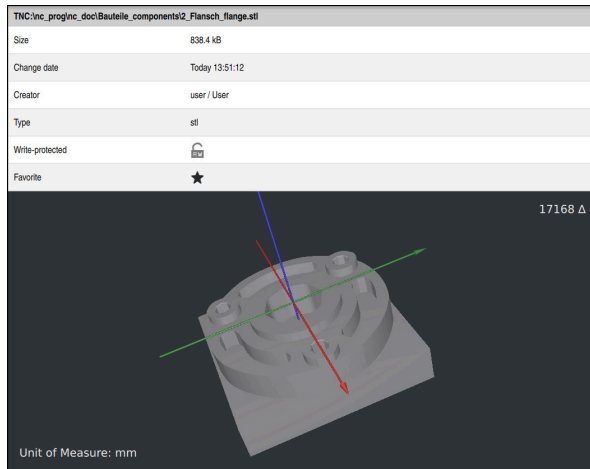 TNC:\nc_prog\nc_doc\Bauteile_components\2_Flansch_flange.stl
Size 838.4 kB
Change date Today 13:51:12
Creator user / User
Type stl
Write-protected
Favorite
17168 Δ
Unit of Measure: mm